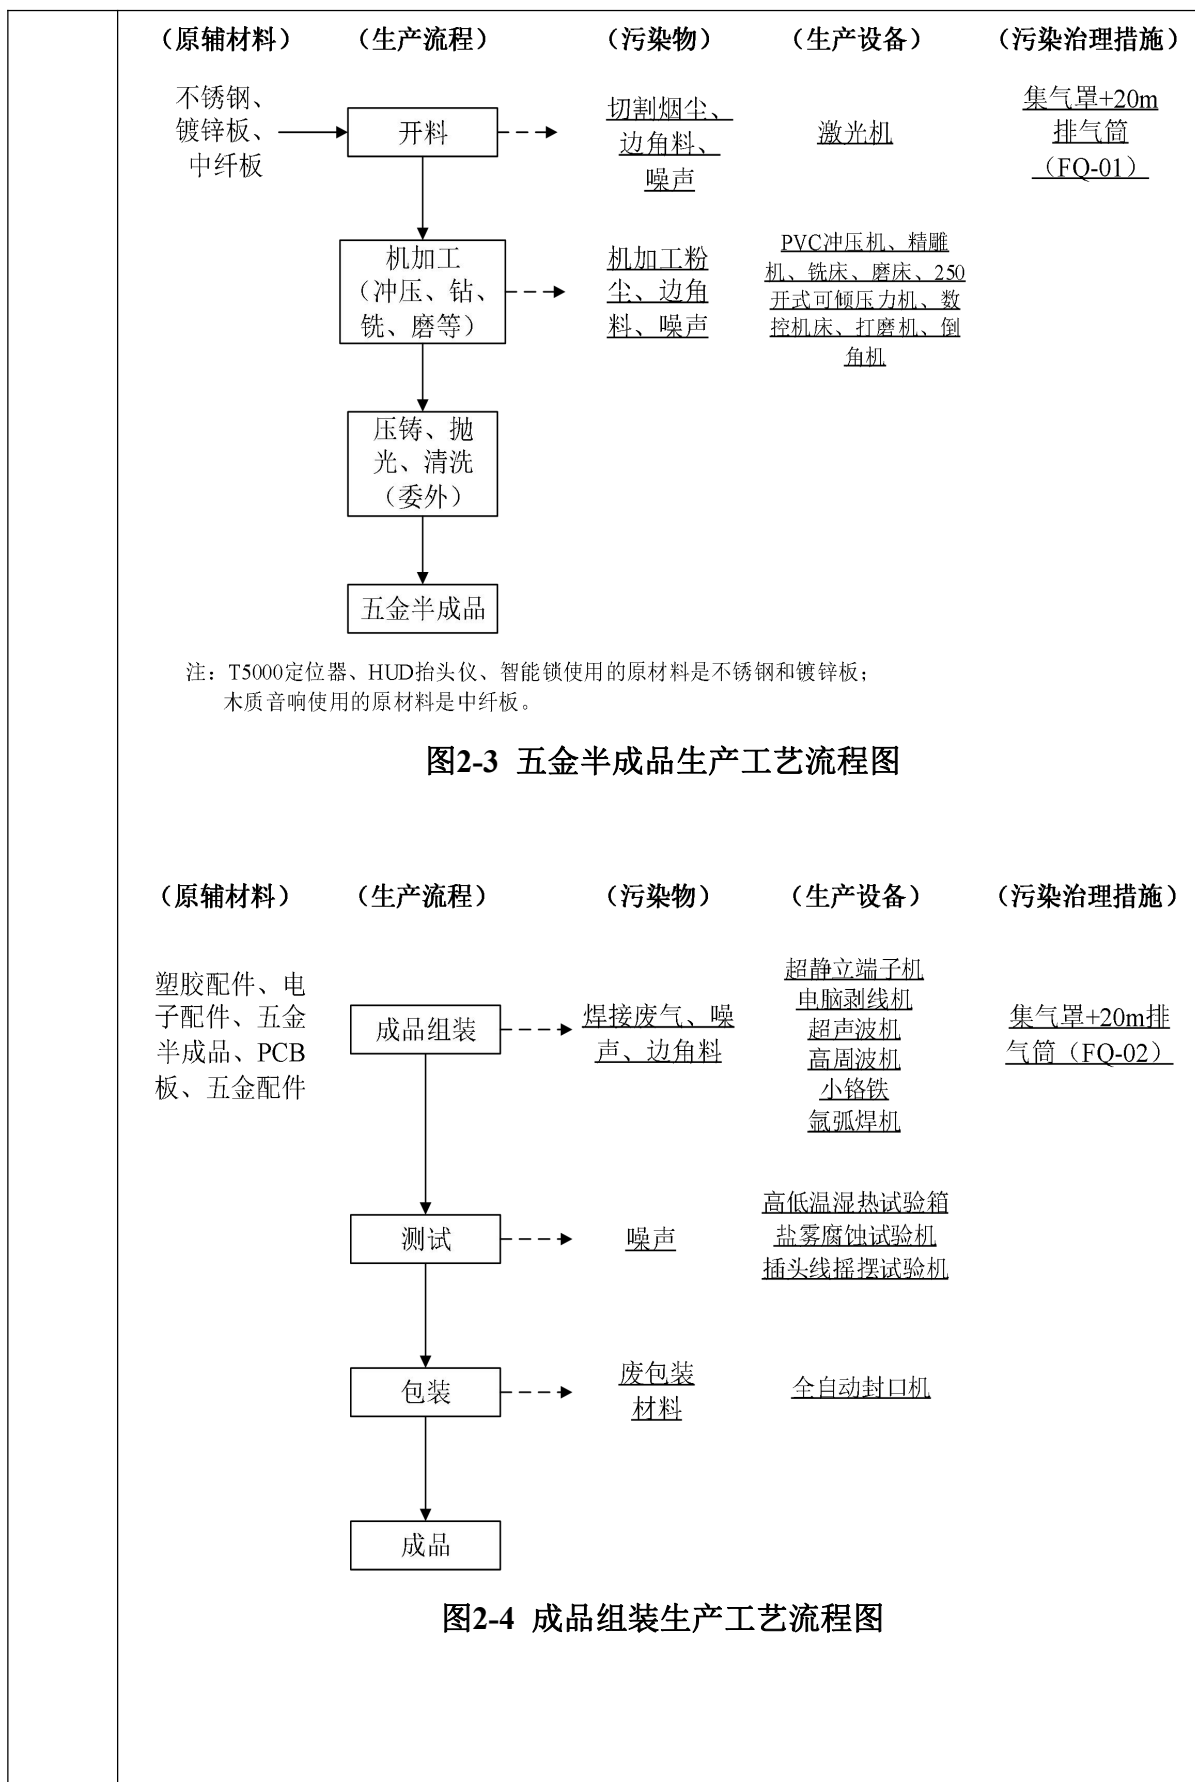 （原辅材料） （生产流程） （污染物） （生产设备） （污染治理措施）
不锈钢、
镀锌板、
中纤板
开料
切割烟尘、
边角料、
噪声
激光机
集气罩+20m
排气筒
（FQ-01）
机加工
（冲压、钻、
铣、磨等）
机加工粉
尘、边角
料、噪声
PVC冲压机、精雕
机、铣床、磨床、250
开式可倾压力机、数
控机床、打磨机、倒
角机
压铸、抛
光、清洗
（委外）
五金半成品
注：T5000定位器、HUD抬头仪、智能锁使用的原材料是不锈钢和镀锌板；
木质音响使用的原材料是中纤板。
图2-3 五金半成品生产工艺流程图
（原辅材料） （生产流程） （污染物） （生产设备） （污染治理措施）
塑胶配件、电
子配件、五金
半成品、PCB
板、五金配件
成品组装
焊接废气、噪
声、边角料
超静立端子机
电脑剥线机
超声波机
高周波机
小铬铁
氩弧焊机
集气罩+20m排
气筒（FQ-02）
测试
噪声
高低温湿热试验箱
盐雾腐蚀试验机
插头线摇摆试验机
包装
废包装
材料
全自动封口机
成品
图2-4 成品组装生产工艺流程图